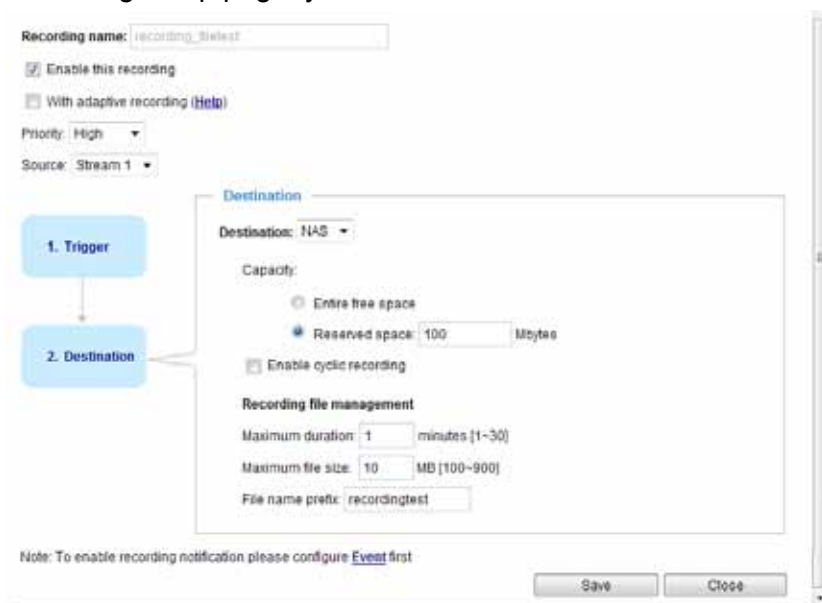 Recording name: recording_filetest
Enable this recording
With adaptive recording (Help)
Priority: High
Source: Stream 1
Destination
Destination: NAS
1. Trigger
Capacity:
Entire free space
Reserved space: 100 Mbytes
2. Destination
Enable cyclic recording
Recording file management
Maximum duration: 1 minutes [1~30]
Maximum file size: 10 MB [100~900]
File name prefix: recordingtest
Note: To enable recording notification please configure Event first
Save Close